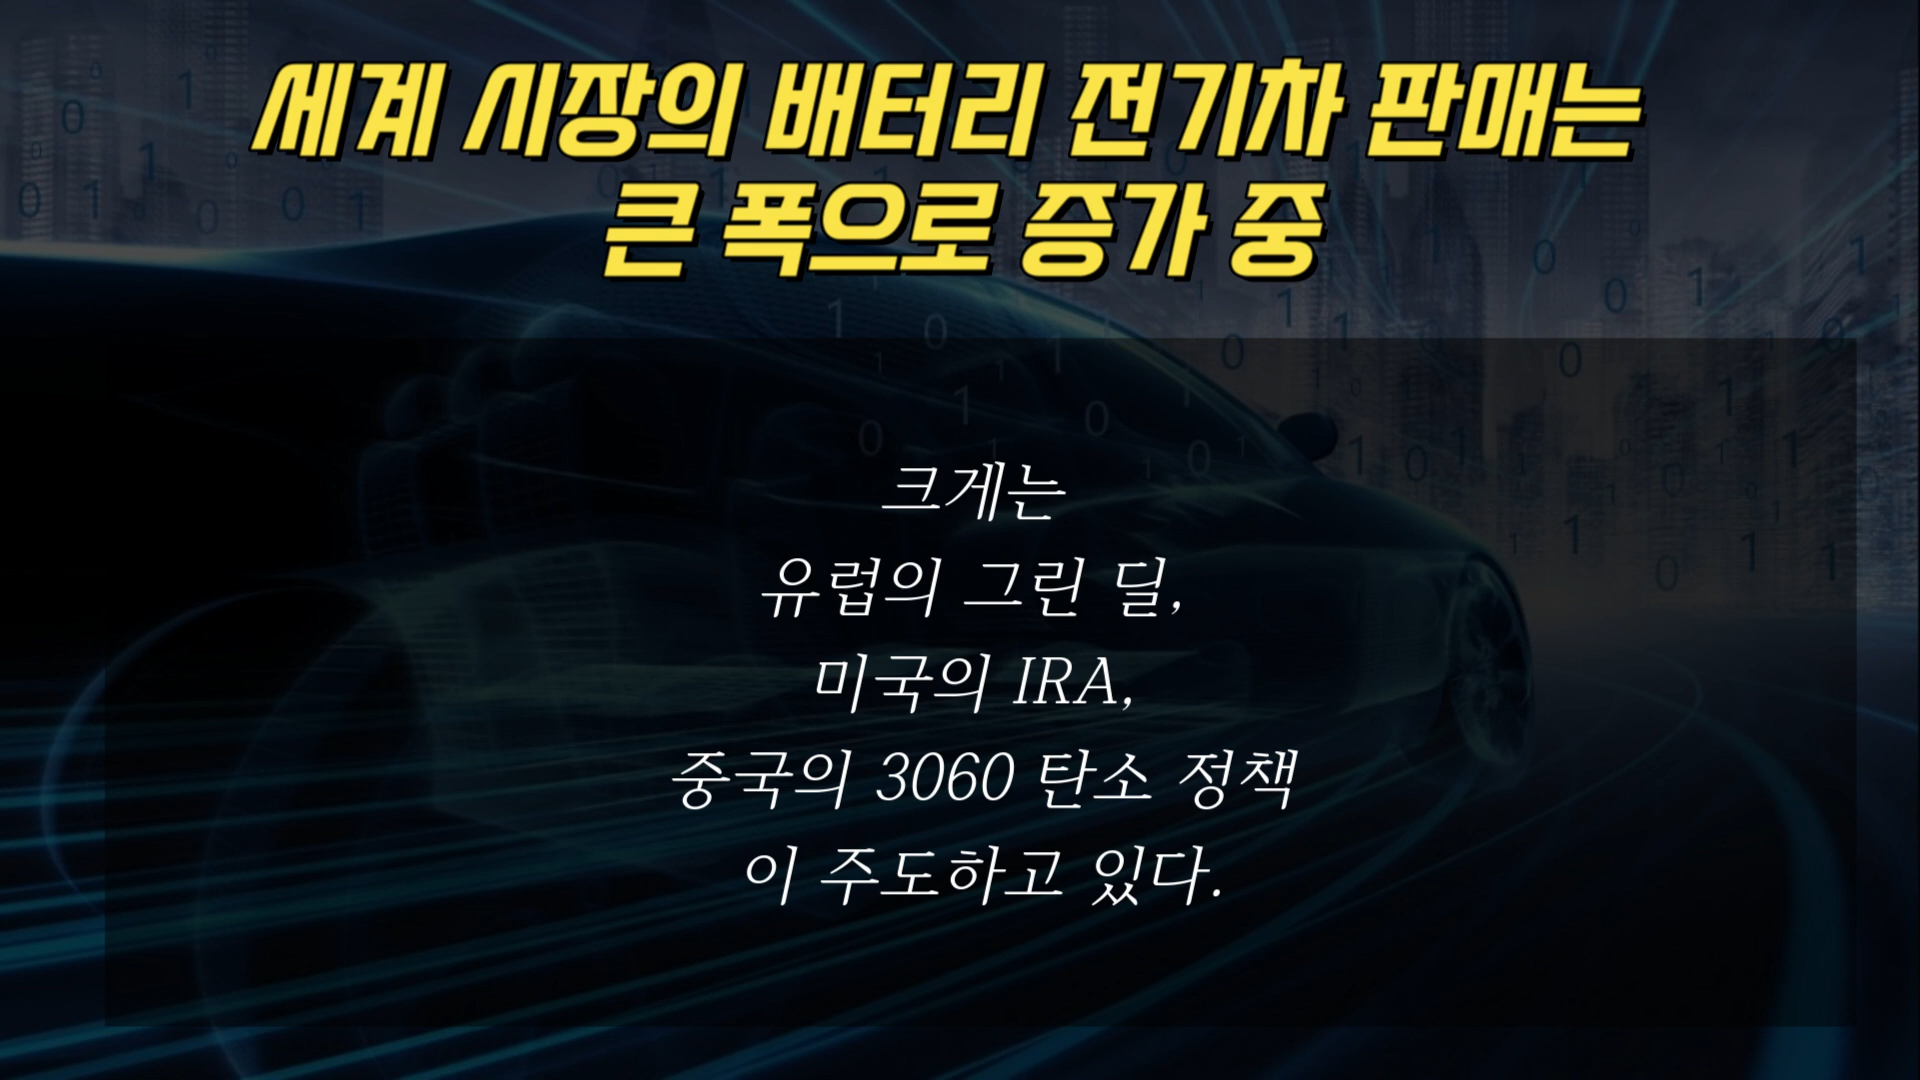 세계 시장의 배터리 전기차 판매는
큰 폭으로 증가 중
크게는
유럽의 그린 딜,
미국의 IRA,
중국의 3060 탄소 정책
이 주도하고 있다.